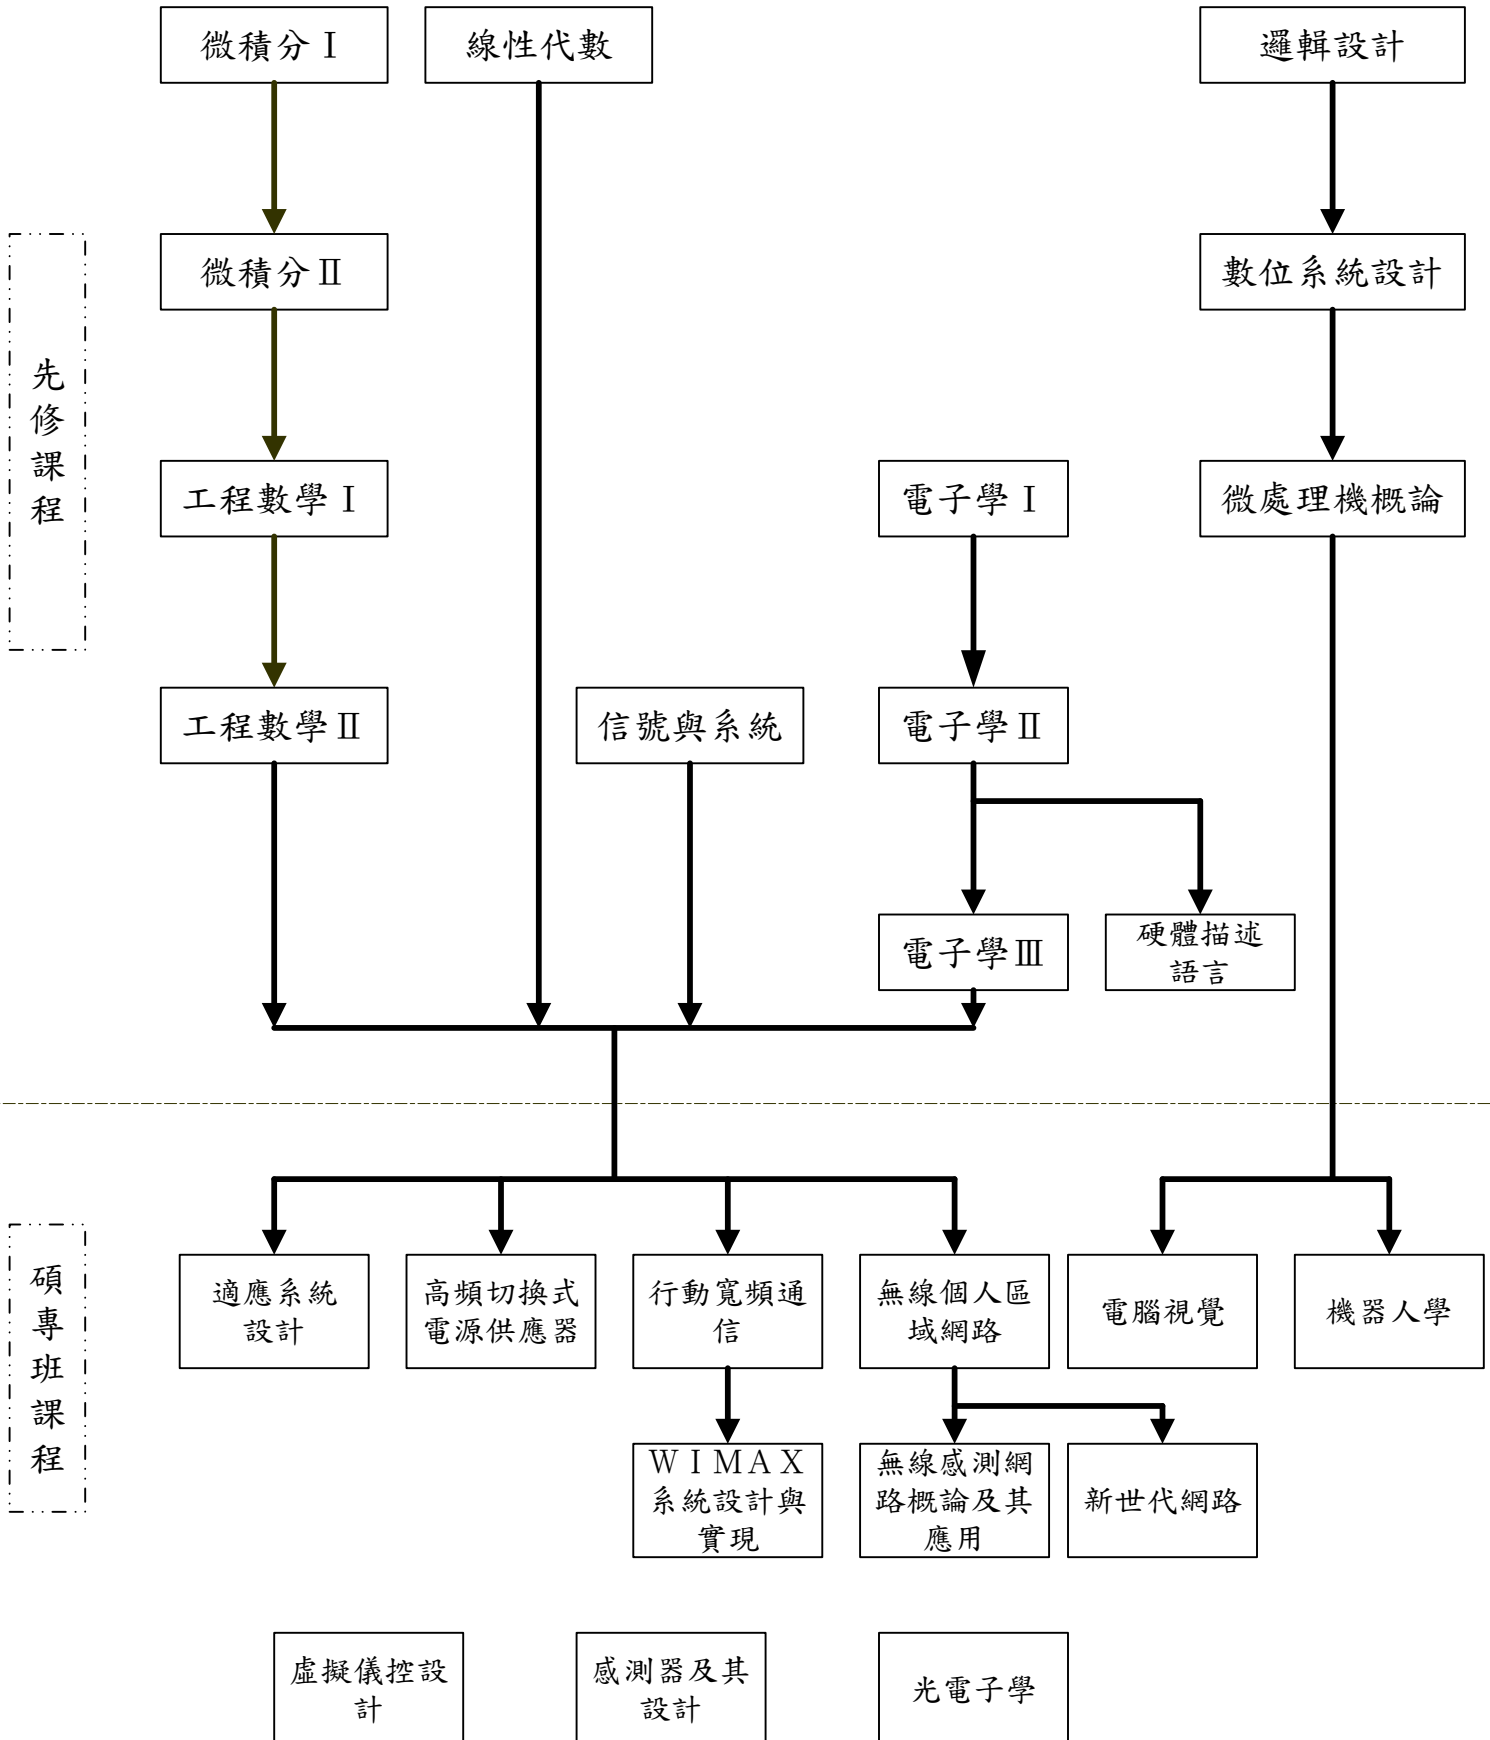 微積分Ⅰ
線性代數
邏輯設計
先修課程
微積分Ⅱ
數位系統設計
工程數學Ⅰ
電子學Ⅰ
微處理機概論
工程數學Ⅱ
信號與系統
電子學Ⅱ
電子學Ⅲ
硬體描述
語言
碩專班課程
適應系統
設計
高頻切換式
電源供應器
行動寬頻通
信
無線個人區
域網路
電腦視覺
機器人學
ＷＩＭＡＸ
系統設計與
實現
無線感測網
路概論及其
應用
新世代網路
虛擬儀控設
計
感測器及其
設計
光電子學